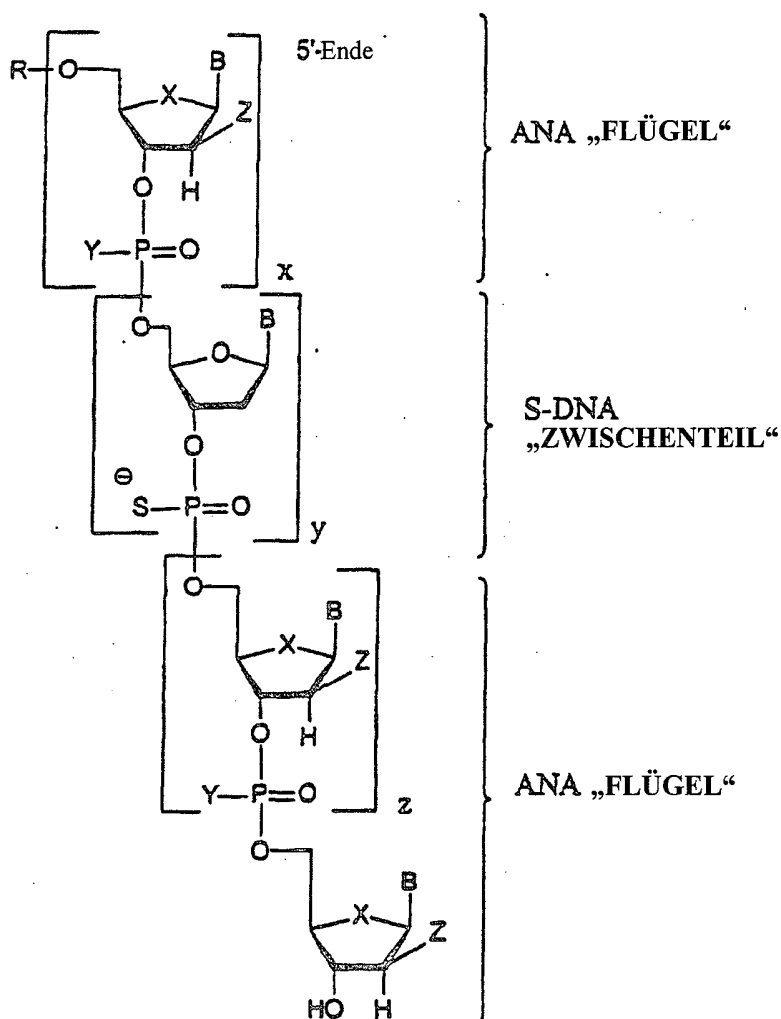 5'-Ende
B
R-O
X
Z
ANA „FLÜGEL“
O H
Y-P=O
x
O B
O
S-DNA
„ZWISCHENTEIL“
O
⊖
S-P=O
y
O
B
X Z
O H
Y-P=O
z
ANA „FLÜGEL“
O
B
X
Z
HO H